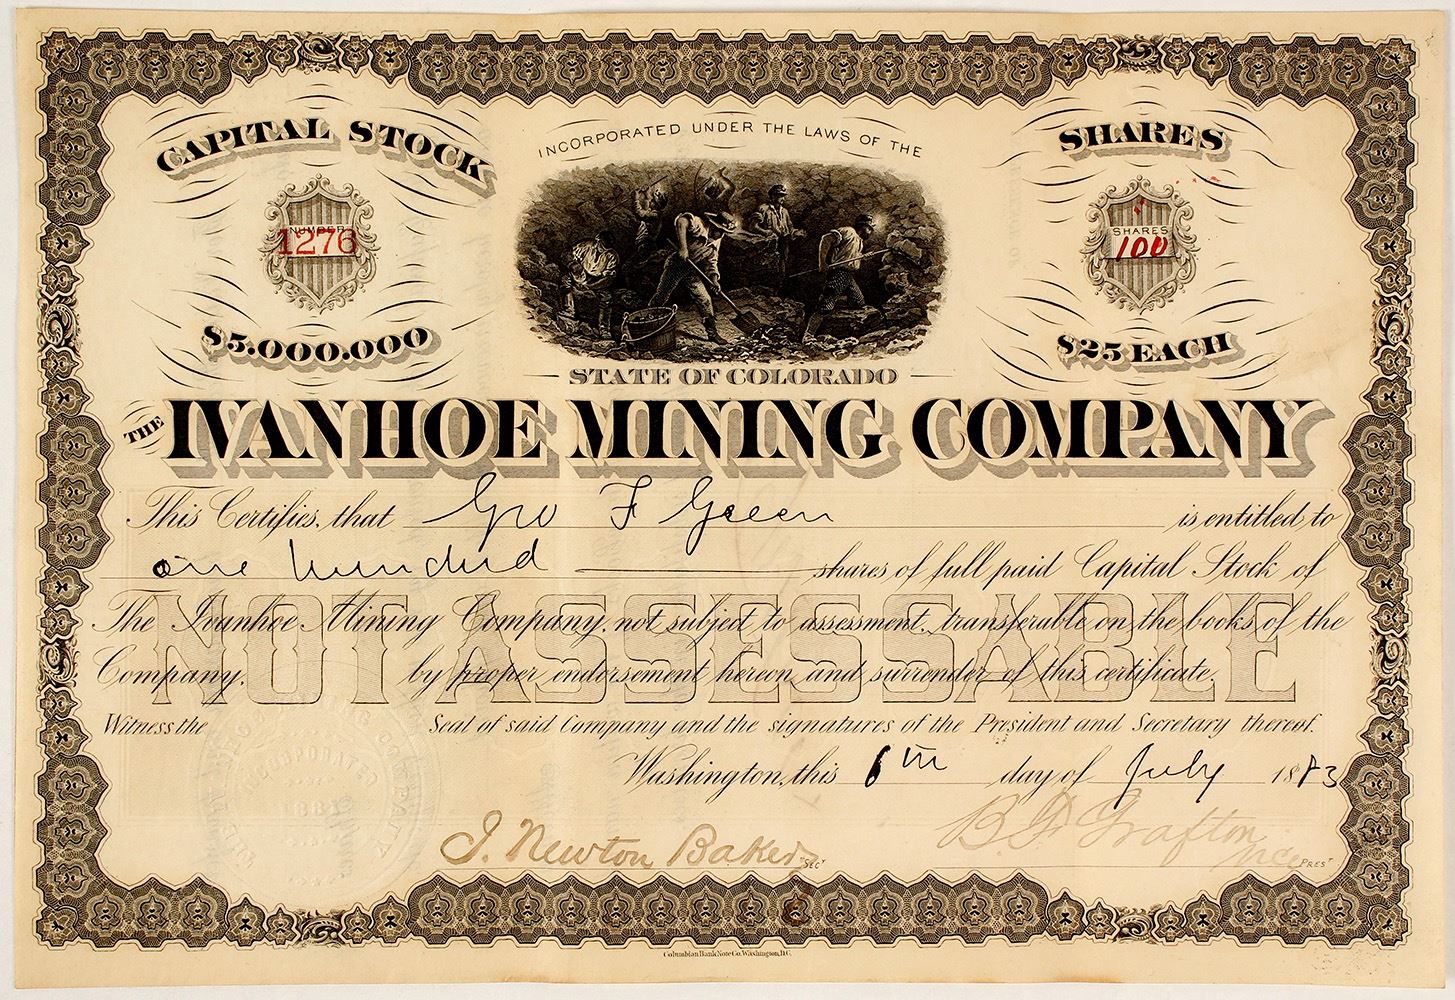 CAPITAL STOCK
NUMBER
1276
$5.000.000
INCORPORATED UNDER THE LAWS OF THE
STATE OF COLORADO
SHARES
SHARES
100
$25 EACH
THE IVANHOE MINING COMPANY
This Certifies, that Geo F Green is entitled to
one hundred shares of full paid Capital Stock of
The Ivanhoe Mining Company, not subject to assessment, transferable on the books of the
Company, by proper endorsement hereon and surrender of this certificate.
NOT ASSESSABLE
Witness the Seal of said Company and the signatures of the President and Secretary thereof.
Washington, this 6th day of July 1883
J. Newton Baker SECT
B. F. Grafton Vice PREST
INCORPORATED
Columbian Bank Note Co. Washington, D.C.